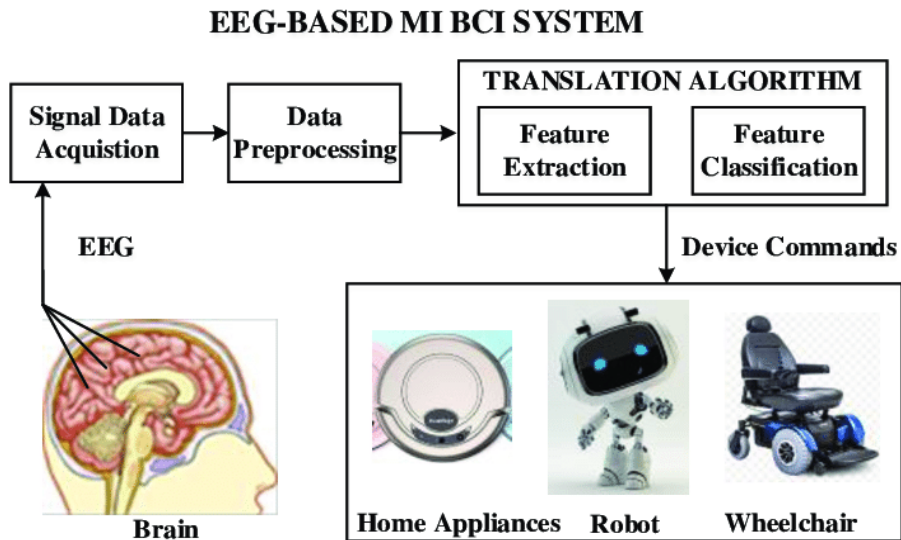 EEG-BASED MI BCI SYSTEM
Signal Data
Acquistion
Data
Preprocessing
TRANSLATION ALGORITHM
Feature
Extraction
Feature
Classification
EEG
Device Commands
Brain
Home Appliances
Robot
Wheelchair